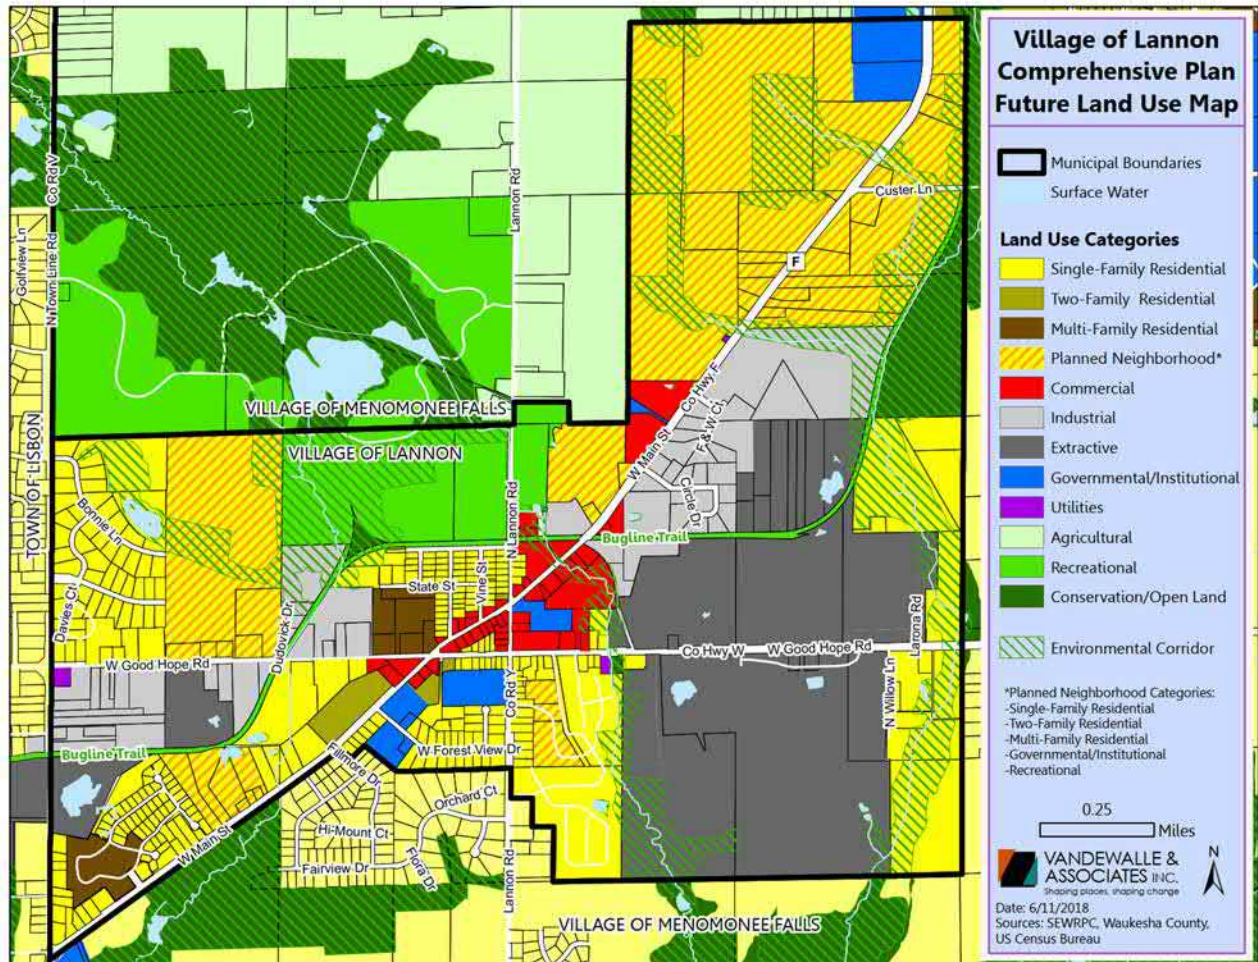 Village of Lannon
Comprehensive Plan
Future Land Use Map
Municipal Boundaries
Surface Water
Land Use Categories
Single-Family Residential
Two-Family Residential
Multi-Family Residential
Planned Neighborhood*
Commercial
Industrial
Extractive
Governmental/Institutional
Utilities
Agricultural
Recreational
Conservation/Open Land
Environmental Corridor
*Planned Neighborhood Categories:
-Single-Family Residential
-Two-Family Residential
-Multi-Family Residential
-Governmental/Institutional
-Recreational
0.25
Miles
VANDEWALLE &
ASSOCIATES INC.
Shaping places, shaping change
N
Date: 6/11/2018
Sources: SEWRPC, Waukesha County,
US Census Bureau
Co Rd V
N Town Line Rd
Golfview Ln
TOWN OF LISBON
Lannon Rd
Custer Ln
F
Co Hwy F
VILLAGE OF MENOMONEE FALLS
VILLAGE OF LANNON
F & W Ct
W Main St
Circle Dr
N Lannon Rd
Bugline Trail
Bonnie Ln
Davies Ct
State St
Vine St
Dudovick Dr
W Good Hope Rd
Co Hwy W
W Good Hope Rd
Larona Rd
N Willow Ln
Co Rd Y
W Forest View Dr
Bugline Trail
Fillmore Dr
Orchard Ct
Hi-Mount Ct
Flora Dr
Fairview Dr
W Main St
Lannon Rd
VILLAGE OF MENOMONEE FALLS